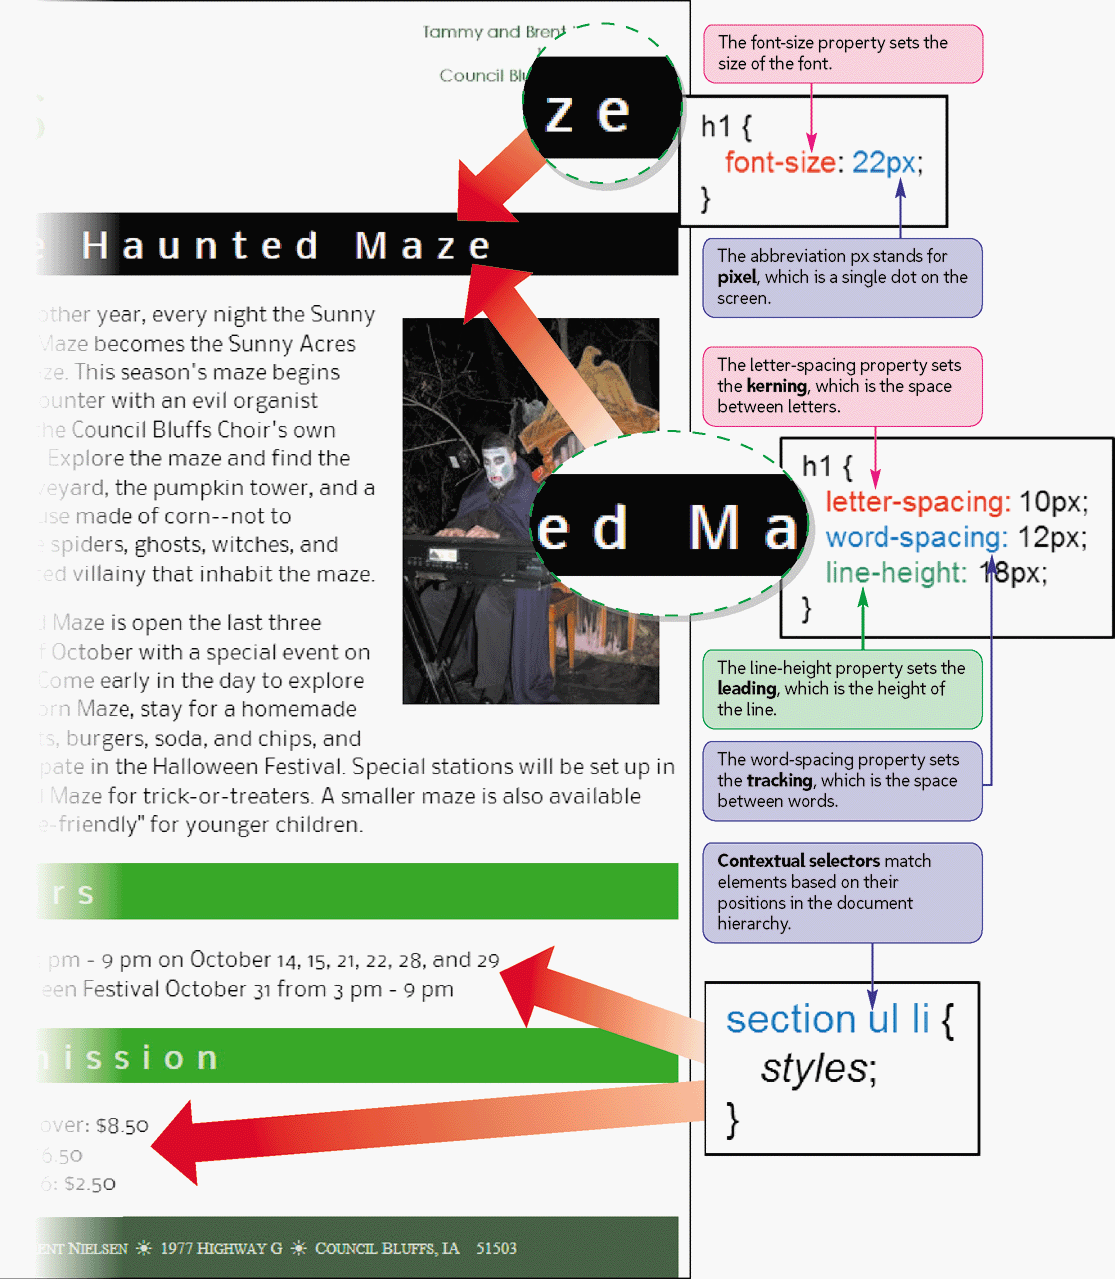 Tammy and Brent
Council Blu
ze
The font-size property sets the
size of the font.
h1 {
font-size: 22px;
}
The abbreviation px stands for
pixel, which is a single dot on the
screen.
e Haunted Maze
other year, every night the Sunny
Maze becomes the Sunny Acres
ze. This season's maze begins
ounter with an evil organist
the Council Bluffs Choir's own
Explore the maze and find the
veyard, the pumpkin tower, and a
use made of corn--not to
e spiders, ghosts, witches, and
red villainy that inhabit the maze.
d Maze is open the last three
f October with a special event on
Come early in the day to explore
orn Maze, stay for a homemade
ts, burgers, soda, and chips, and
pate in the Halloween Festival. Special stations will be set up in
d Maze for trick-or-treaters. A smaller maze is also available
e-friendly" for younger children.
The letter-spacing property sets
the kerning, which is the space
between letters.
ed Ma
h1 {
letter-spacing: 10px;
word-spacing: 12px;
line-height: 18px;
}
The line-height property sets the
leading, which is the height of
the line.
The word-spacing property sets
the tracking, which is the space
between words.
rs
pm - 9 pm on October 14, 15, 21, 22, 28, and 29
een Festival October 31 from 3 pm - 9 pm
Contextual selectors match
elements based on their
positions in the document
hierarchy.
section ul li {
styles;
}
mission
over: $8.50
6.50
6: $2.50
ENT NIELSEN ☀ 1977 HIGHWAY G ☀ COUNCIL BLUFFS, IA 51503